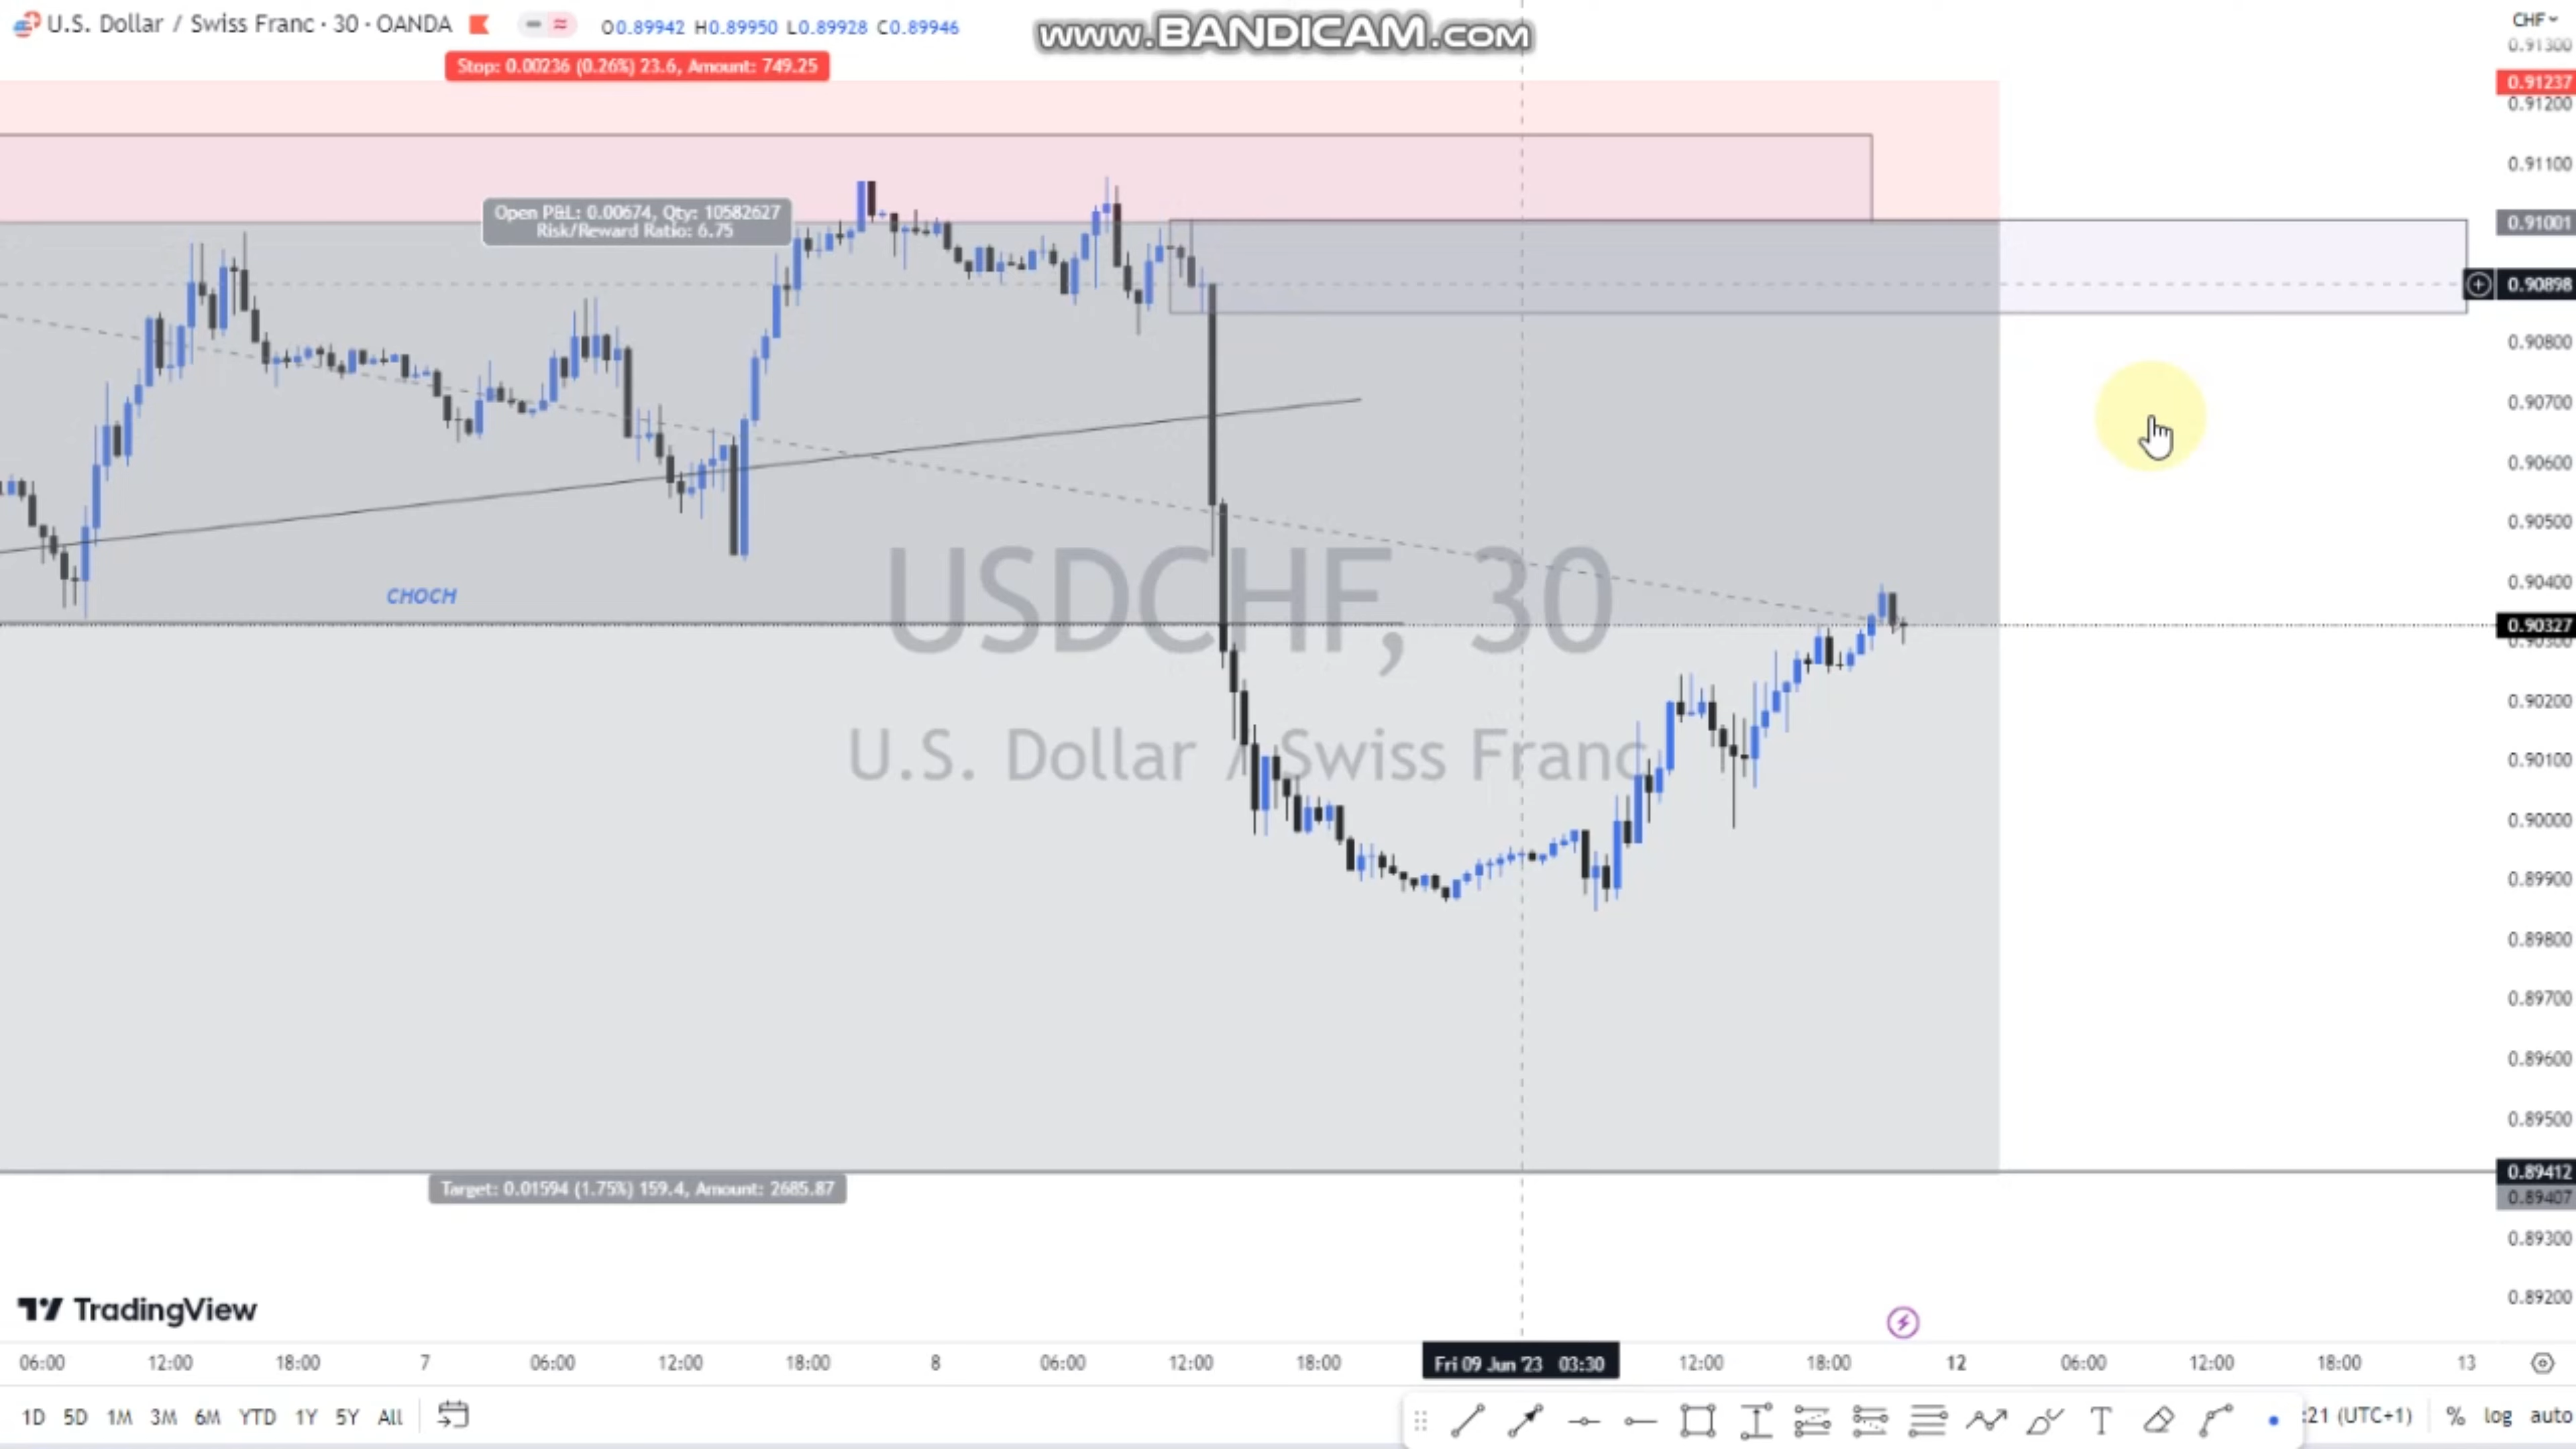 U.S. Dollar / Swiss Franc · 30 · OANDA
O0.89942 H0.89950 L0.89928 C0.89946
www.BANDICAM.com
CHF
0.91300
Stop: 0.00236 (0.26%) 23.6, Amount: 749.25
0.91237
0.91200
0.91100
Open P&L: 0.00674, Qty: 10582627
Risk/Reward Ratio: 6.75
0.91001
0.90898
0.90800
0.90700
0.90600
0.90500
0.90400
CHOCH
USDCHF, 30
U.S. Dollar / Swiss Franc
0.90327
0.90300
0.90200
0.90100
0.90000
0.89900
0.89800
0.89700
0.89600
0.89500
0.89412
0.89407
Target: 0.01594 (1.75%) 159.4, Amount: 2685.87
0.89300
0.89200
TradingView
06:00 12:00 18:00 7 06:00 12:00 18:00 8 06:00 12:00 18:00 Fri 09 Jun '23 03:30 12:00 18:00 12 06:00 12:00 18:00 13
1D 5D 1M 3M 6M YTD 1Y 5Y All
:21 (UTC+1) % log auto